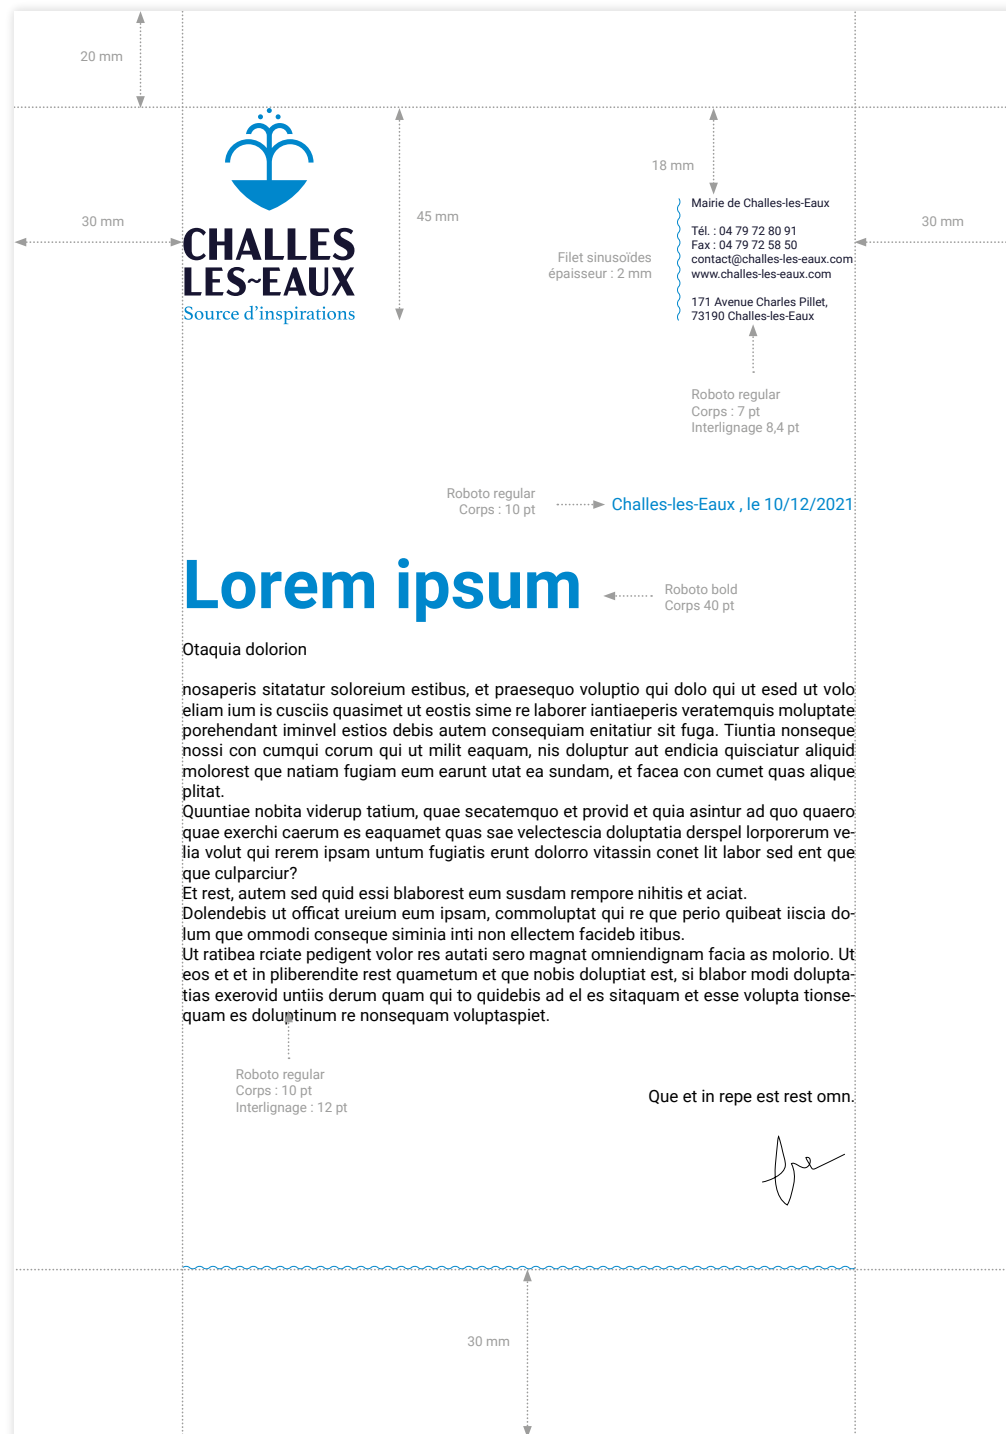 20 mm
18 mm
30 mm
45 mm
30 mm
CHALLES
LES~EAUX
Source d'inspirations
Filet sinusoïdes
épaisseur : 2 mm
Mairie de Challes-les-Eaux
Tél. : 04 79 72 80 91
Fax : 04 79 72 58 50
contact@challes-les-eaux.com
www.challes-les-eaux.com
171 Avenue Charles Pillet,
73190 Challes-les-Eaux
Roboto regular
Corps : 7 pt
Interlignage 8,4 pt
Roboto regular
Corps : 10 pt
Challes-les-Eaux , le 10/12/2021
Lorem ipsum
Roboto bold
Corps 40 pt
Otaquia dolorion
nosaperis sitatatur soloreium estibus, et praesequo voluptio qui dolo qui ut esed ut volo
eliam ium is cusciis quasimet ut eostis sime re laborer iantiaeperis veratemquis moluptate
porehendant iminvel estios debis autem consequiam enitatiur sit fuga. Tiuntia nonseque
nossi con cumqui corum qui ut milit eaquam, nis doluptur aut endicia quisciatur aliquid
molorest que natiam fugiam eum earunt utat ea sundam, et facea con cumet quas alique
plitat.
Quuntiae nobita viderup tatium, quae secatemquo et provid et quia asintur ad quo quaero
quae exerchi caerum es eaquamet quas sae velectescia doluptatia derspel lorporerum ve-
lia volut qui rerem ipsam untum fugiatis erunt dolorro vitassin conet lit labor sed ent que
que culparciur?
Et rest, autem sed quid essi blaborest eum susdam rempore nihitis et aciat.
Dolendebis ut officat ureium eum ipsam, commoluptat qui re que perio quibeat iiscia do-
lum que ommodi conseque siminia inti non ellectem facideb itibus.
Ut ratibea rciate pedigent volor res autati sero magnat omniendignam facia as molorio. Ut
eos et et in pliberendite rest quametum et que nobis doluptiat est, si blabor modi dolupta-
tias exerovid untiis derum quam qui to quidebis ad el es sitaquam et esse volupta tionse-
quam es doluptinum re nonsequam voluptaspiet.
Roboto regular
Corps : 10 pt
Interlignage : 12 pt
Que et in repe est rest omn.
30 mm